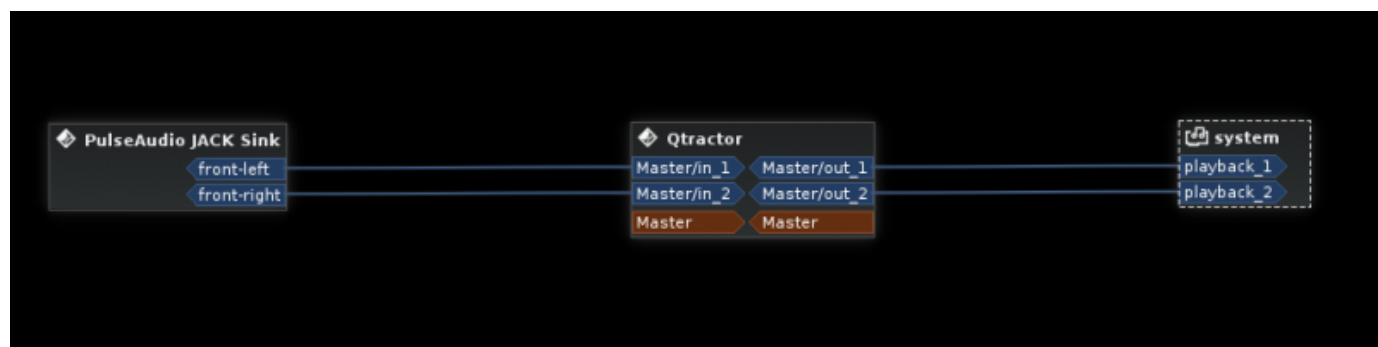 PulseAudio JACK Sink
front-left
front-right
Qtractor
Master/in_1 Master/out_1
Master/in_2 Master/out_2
Master Master
system
playback_1
playback_2